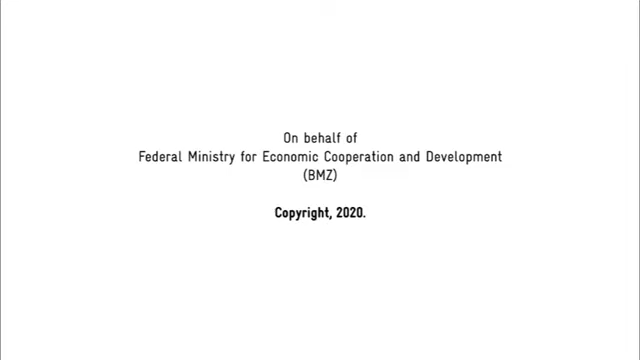 On behalf of
Federal Ministry for Economic Cooperation and Development
(BMZ)
Copyright, 2020.